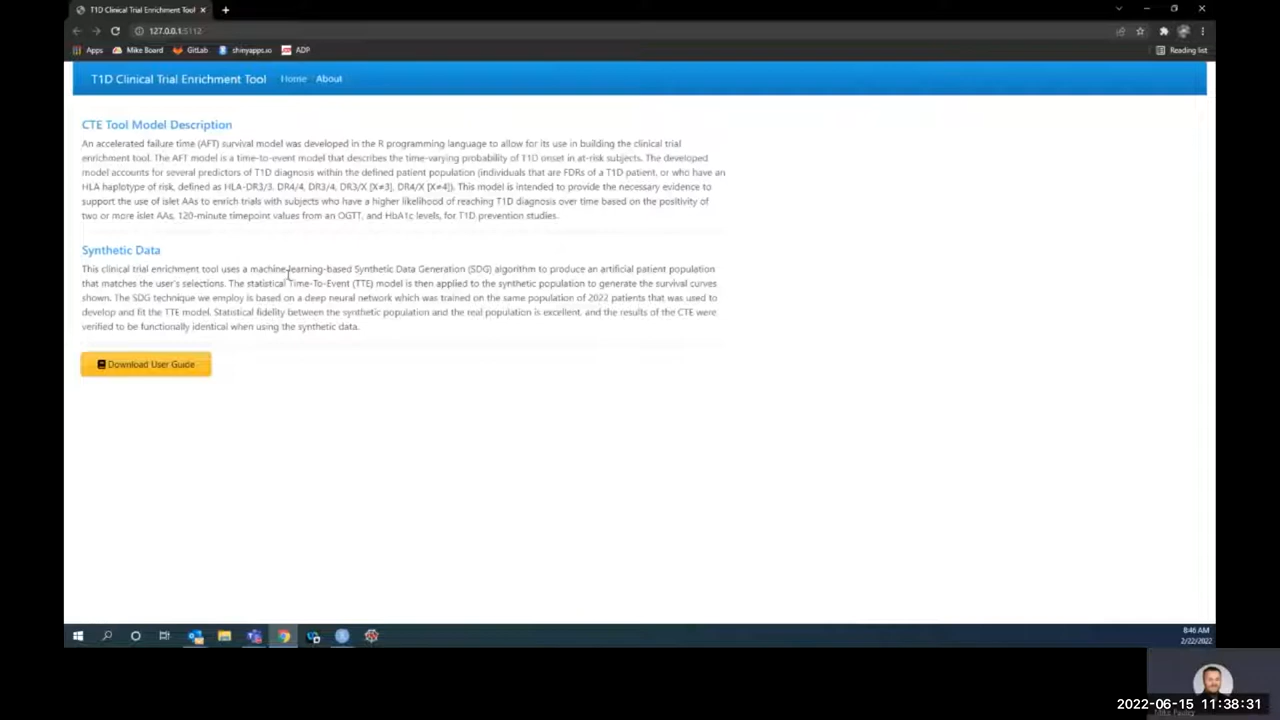 T1D Clinical Trial Enrichment Tool
127.0.0.1:5112
Apps Mike Board GitLab shinyapps.io ADP Reading list
T1D Clinical Trial Enrichment Tool Home About
CTE Tool Model Description
An accelerated failure time (AFT) survival model was developed in the R programming language to allow for its use in building the clinical trial
enrichment tool. The AFT model is a time-to-event model that describes the time-varying probability of T1D onset in at-risk subjects. The developed
model accounts for several predictors of T1D diagnosis within the defined patient population (individuals that are FDRs of a T1D patient, or who have an
HLA haplotype of risk, defined as HLA-DR3/3, DR4/4, DR3/4, DR3/X [X≠3], DR4/X [X≠4]). This model is intended to provide the necessary evidence to
support the use of islet AAs to enrich trials with subjects who have a higher likelihood of reaching T1D diagnosis over time based on the positivity of
two or more islet AAs, 120-minute timepoint values from an OGTT, and HbA1c levels, for T1D prevention studies.
Synthetic Data
This clinical trial enrichment tool uses a machine-learning-based Synthetic Data Generation (SDG) algorithm to produce an artificial patient population
that matches the user's selections. The statistical Time-To-Event (TTE) model is then applied to the synthetic population to generate the survival curves
shown. The SDG technique we employ is based on a deep neural network which was trained on the same population of 2022 patients that was used to
develop and fit the TTE model. Statistical fidelity between the synthetic population and the real population is excellent, and the results of the CTE were
verified to be functionally identical when using the synthetic data.
Download User Guide
8:46 AM
2/22/2022
2022-06-15 11:38:31